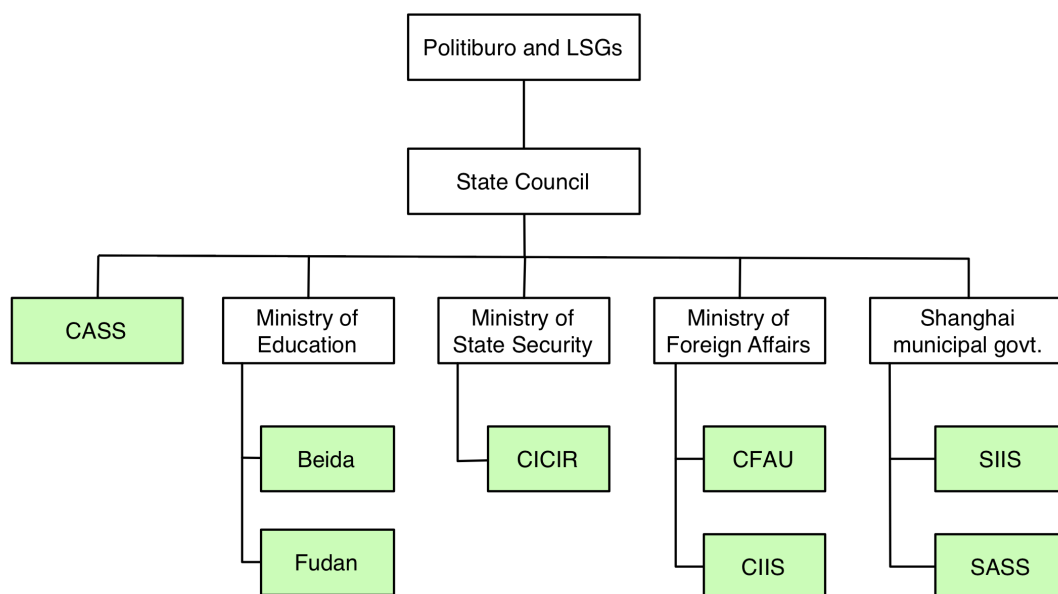 Politiburo and LSGs
State Council
CASS
Ministry of
Education
Ministry of
State Security
Ministry of
Foreign Affairs
Shanghai
municipal govt.
Beida
CICIR
CFAU
SIIS
Fudan
CIIS
SASS